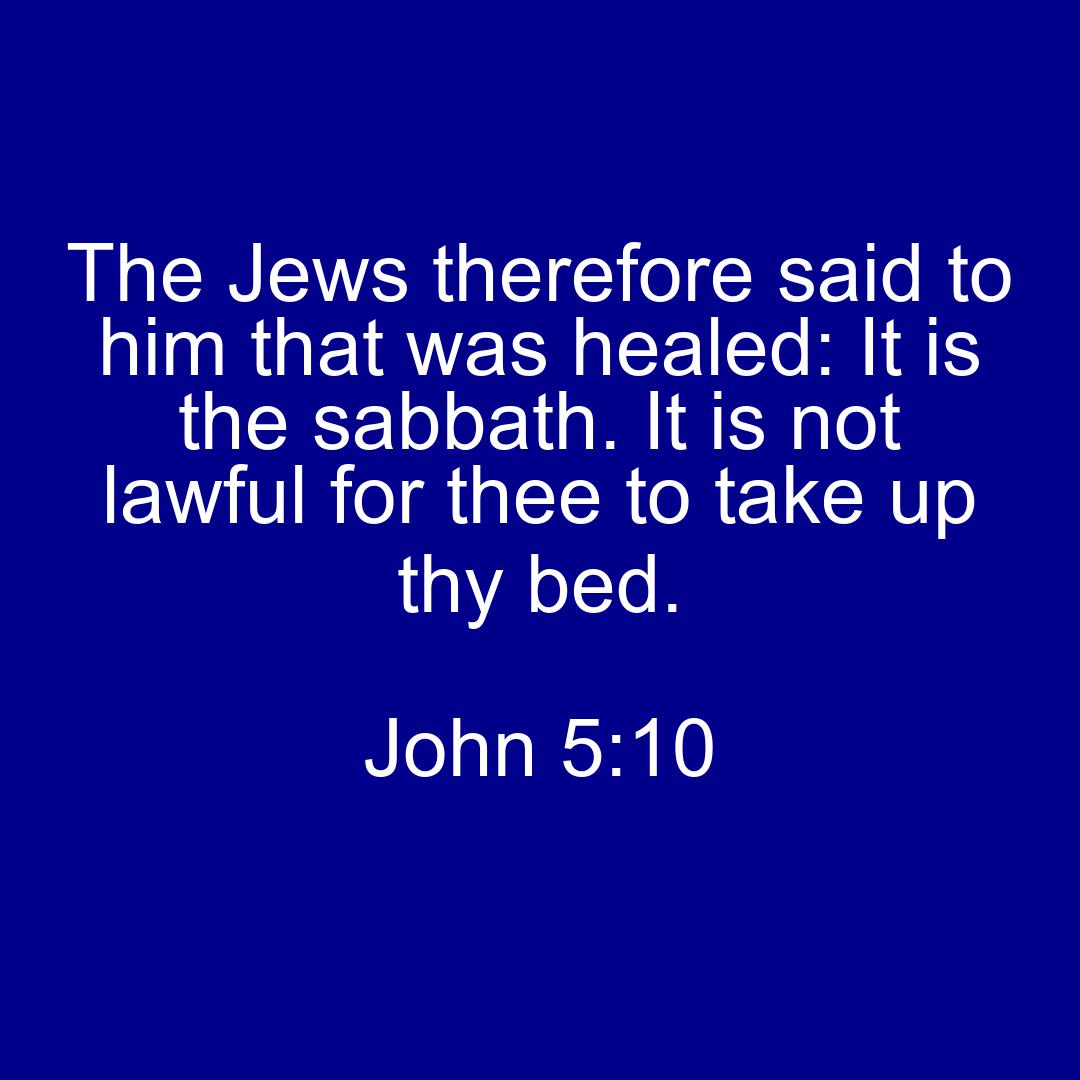 The Jews therefore said to
him that was healed: It is
the sabbath. It is not
lawful for thee to take up
thy bed.
John 5:10